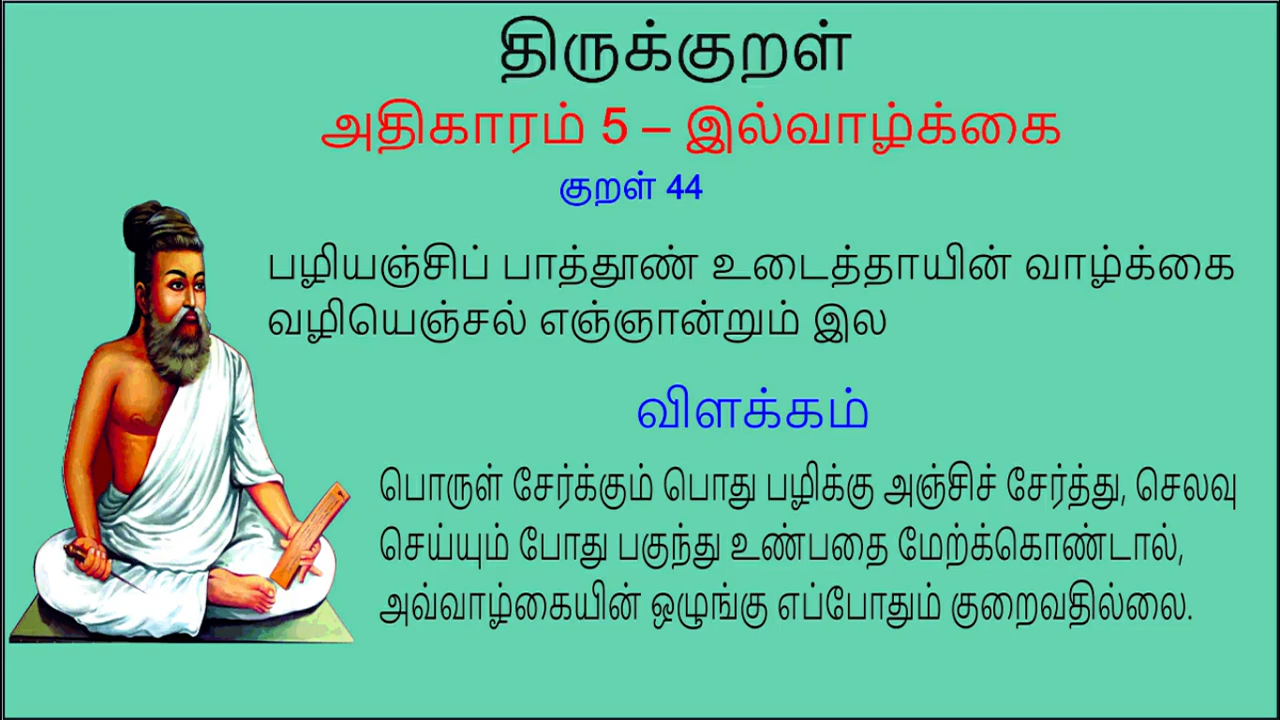 திருக்குறள்
அதிகாரம் 5 – இல்வாழ்க்கை
குறள் 44
பழியஞ்சிப் பாத்தூண் உடைத்தாயின் வாழ்க்கை
வழியெஞ்சல் எஞ்ஞான்றும் இல
விளக்கம்
பொருள் சேர்க்கும் பொது பழிக்கு அஞ்சிச் சேர்த்து, செலவு
செய்யும் போது பகுந்து உண்பதை மேற்க்கொண்டால்,
அவ்வாழ்கையின் ஒழுங்கு எப்போதும் குறைவதில்லை.